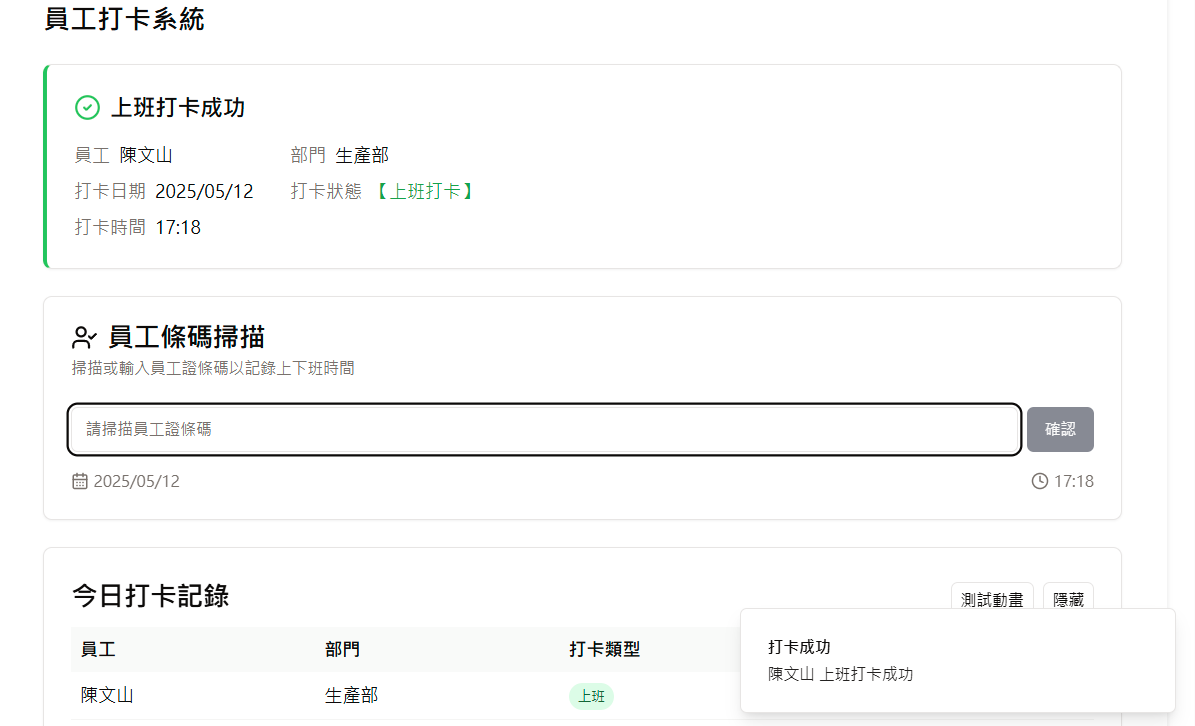 員工打卡系統
上班打卡成功
員工 陳文山 部門 生產部
打卡日期 2025/05/12 打卡狀態 【上班打卡】
打卡時間 17:18
員工條碼掃描
掃描或輸入員工證條碼以記錄上下班時間
請掃描員工證條碼 確認
2025/05/12 17:18
今日打卡記錄 測試動畫 隱藏
員工 部門 打卡類型
陳文山 生產部 上班
打卡成功
陳文山 上班打卡成功